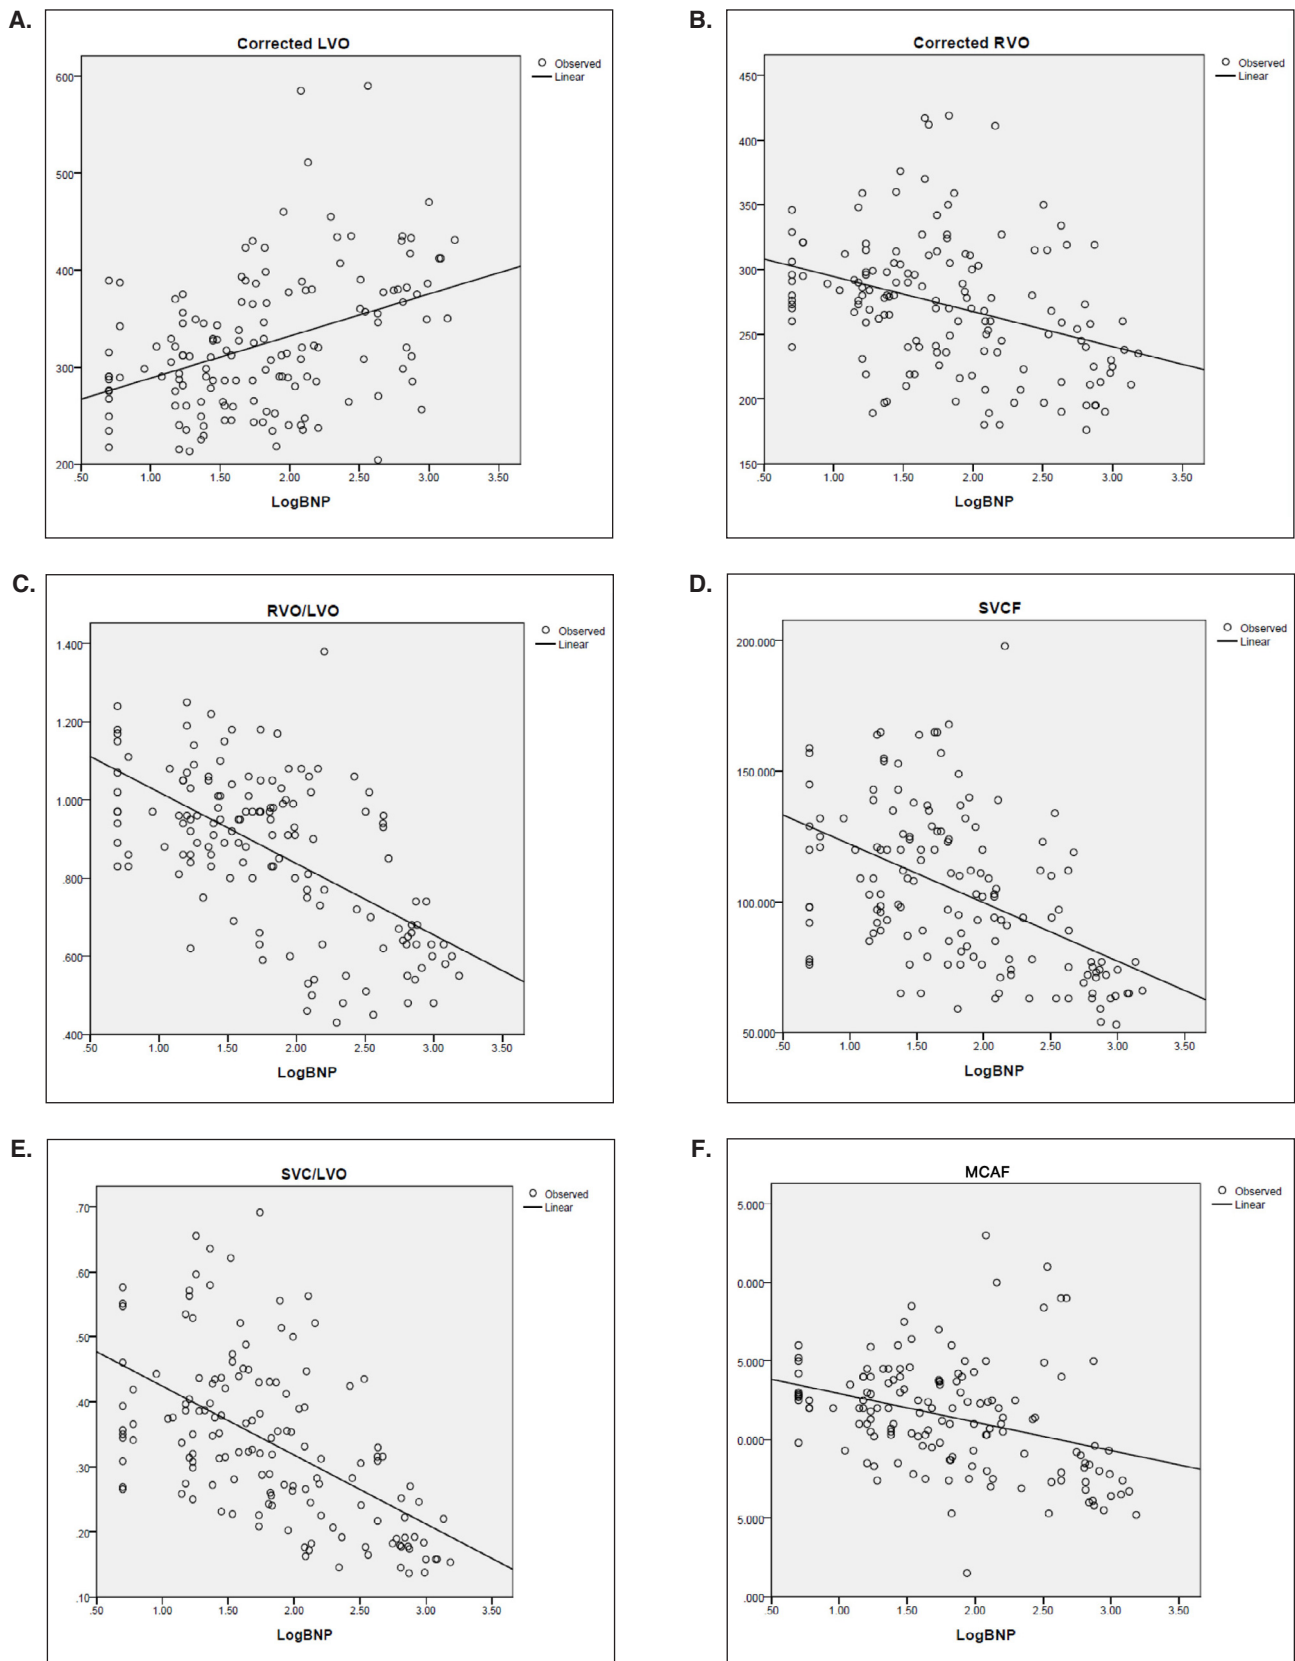 A.
Corrected LVO
Observed
Linear
600
500
400
300
200
.50 1.00 1.50 2.00 2.50 3.00 3.50
LogBNP
B.
Corrected RVO
Observed
Linear
450
400
350
300
250
200
150
.50 1.00 1.50 2.00 2.50 3.00 3.50
LogBNP
C.
RVO/LVO
Observed
Linear
1.400
1.200
1.000
.800
.600
.400
.50 1.00 1.50 2.00 2.50 3.00 3.50
LogBNP
D.
SVCF
Observed
Linear
200.000
150.000
100.000
50.000
.50 1.00 1.50 2.00 2.50 3.00 3.50
LogBNP
E.
SVC/LVO
Observed
Linear
.70
.60
.50
.40
.30
.20
.10
.50 1.00 1.50 2.00 2.50 3.00 3.50
LogBNP
F.
MCAF
Observed
Linear
5.000
0.000
5.000
0.000
5.000
.000
.50 1.00 1.50 2.00 2.50 3.00 3.50
LogBNP